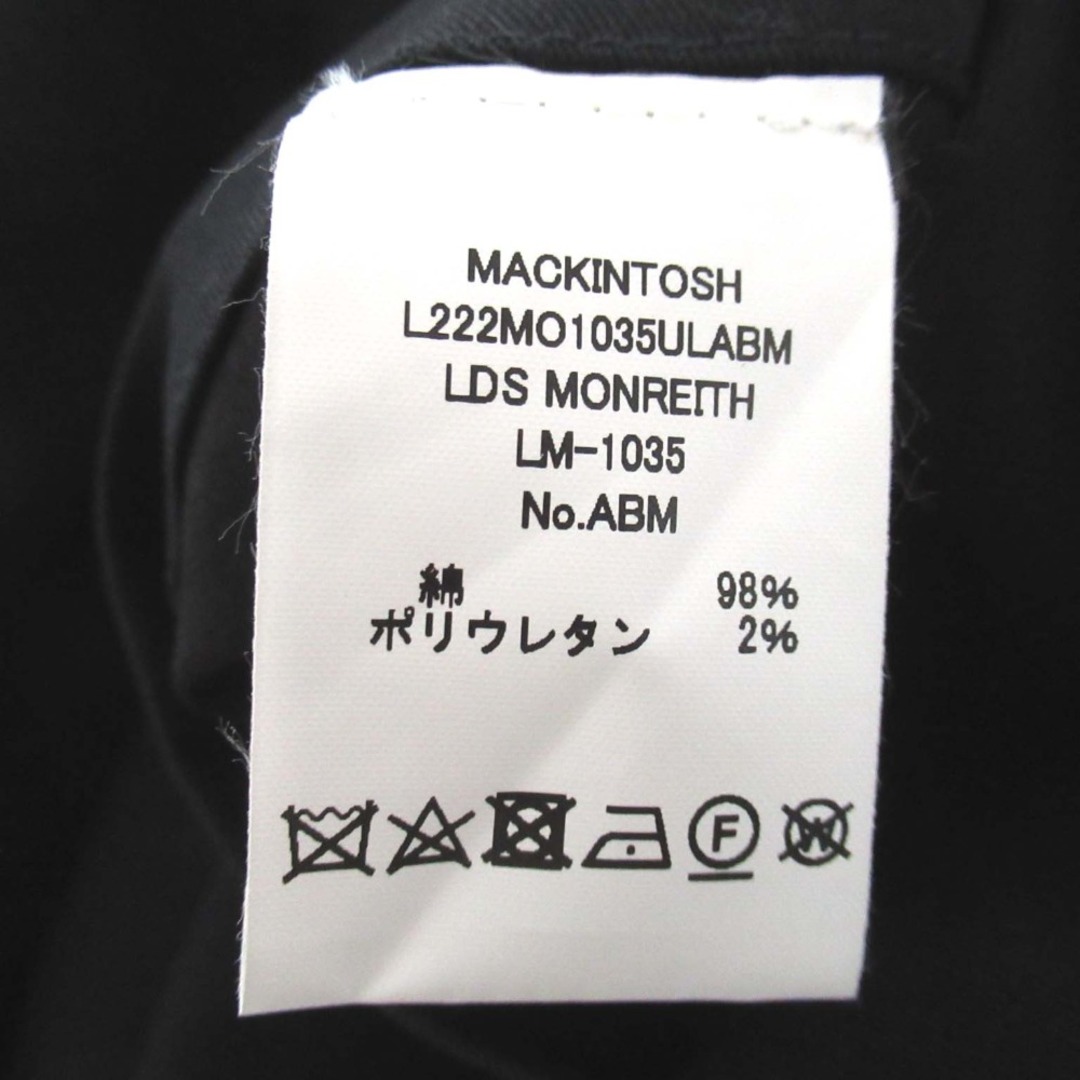 MACKINTOSH
L222MO1035ULABM
LDS MONREITH
LM-1035
No.ABM
綿 98%
ポリウレタン 2%
F W